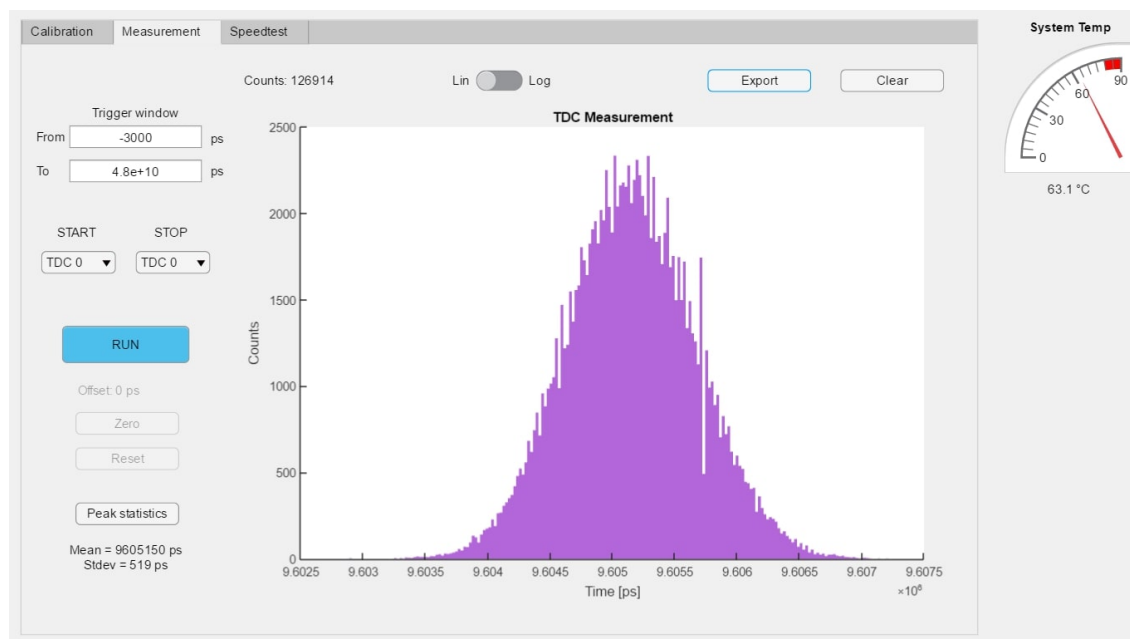 Calibration Measurement Speedtest
System Temp
Counts: 126914 Lin Log Export Clear
0 30 60 90
63.1 °C
Trigger window
From -3000 ps
To 4.8e+10 ps
START STOP
TDC 0 TDC 0
RUN
Offset: 0 ps
Zero
Reset
Peak statistics
Mean = 9605150 ps
Stdev = 519 ps
TDC Measurement
2500
2000
1500
1000
500
0
Counts
9.6025 9.603 9.6035 9.604 9.6045 9.605 9.6055 9.606 9.6065 9.607 9.6075
Time [ps]